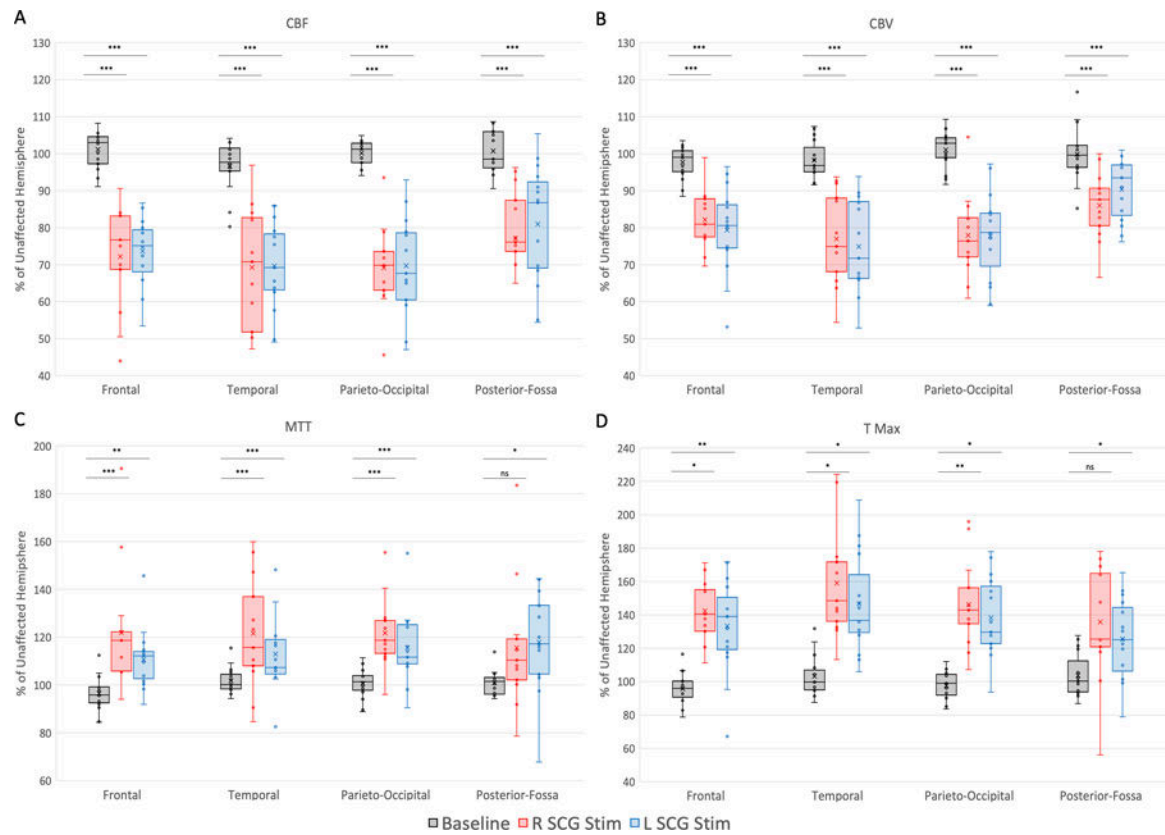 A
CBF
% of Unaffected Hemisphere
130
120
110
100
90
80
70
60
50
40
*** *** *** ***
*** *** *** ***
Frontal Temporal Parieto-Occipital Posterior-Fossa
B
CBV
% of Unaffected Hemisphere
130
120
110
100
90
80
70
60
50
40
*** *** *** ***
*** *** *** ***
Frontal Temporal Parieto-Occipital Posterior-Fossa
C
MTT
% of Unaffected Hemipshere
200
180
160
140
120
100
80
60
** *** *** *
*** *** *** ns
Frontal Temporal Parieto-Occipital Posterior-Fossa
D
T Max
% of Unaffected Hemipshere
240
220
200
180
160
140
120
100
80
60
40
** * * *
* * ** ns
Frontal Temporal Parieto-Occipital Posterior-Fossa
Baseline R SCG Stim L SCG Stim